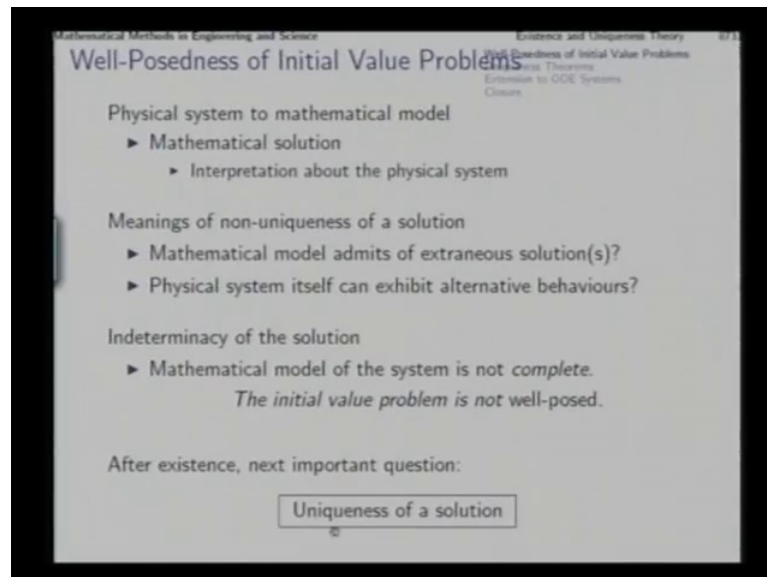 Mathematical Methods in Engineering and Science
Existence and Uniqueness Theory
Well-Posedness of Initial Value Problems
Well-Posedness of Initial Value Problems
Theorems
Extension to ODE Systems
Closure
Physical system to mathematical model
► Mathematical solution
► Interpretation about the physical system
Meanings of non-uniqueness of a solution
► Mathematical model admits of extraneous solution(s)?
► Physical system itself can exhibit alternative behaviours?
Indeterminacy of the solution
► Mathematical model of the system is not complete.
The initial value problem is not well-posed.
After existence, next important question:
Uniqueness of a solution
©